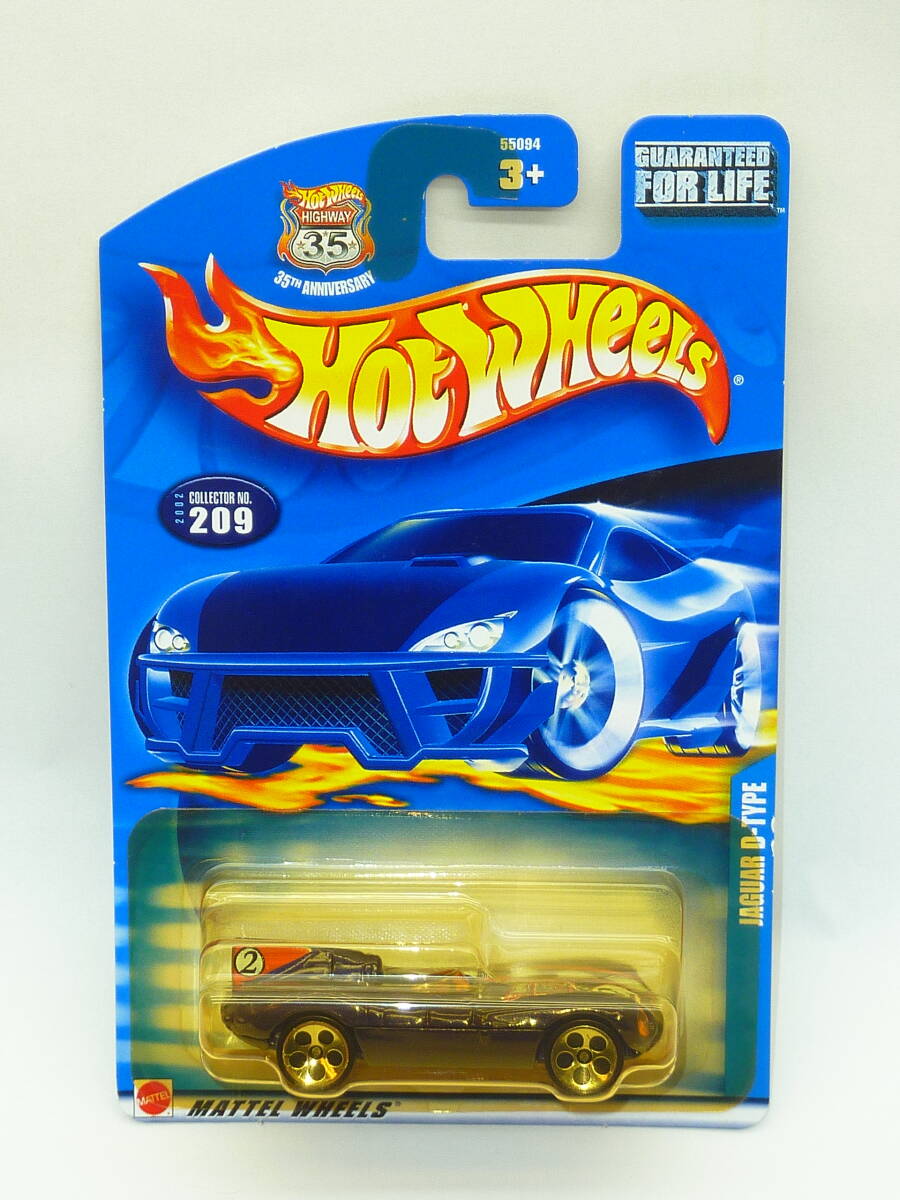 55094
3+
GUARANTEED
FOR LIFE
TM
HOT WHEELS
HIGHWAY
35
35TH ANNIVERSARY
HOT WHEELS®
2002
COLLECTOR NO.
209
JAGUAR D-TYPE
2
MATTEL
MATTEL WHEELS®